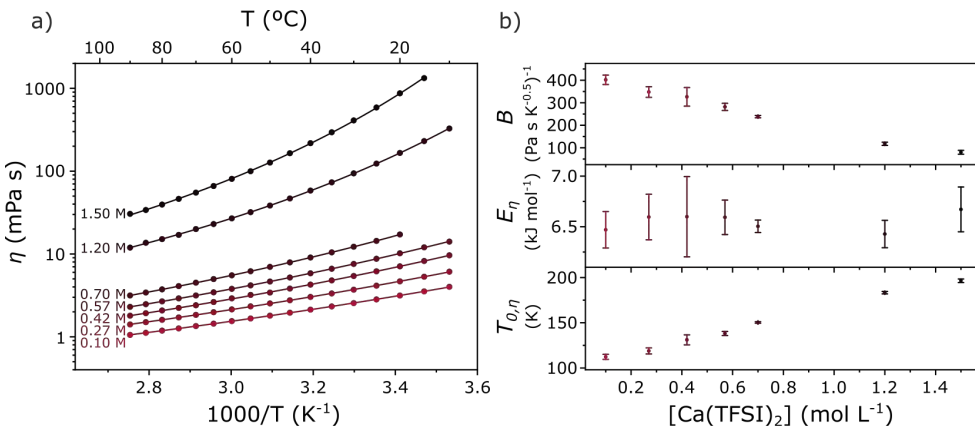 a)
T (ºC)
100 80 60 40 20
1000
100
10
1
η (mPa s)
1.50 M
1.20 M
0.70 M
0.57 M
0.42 M
0.27 M
0.10 M
2.8 3.0 3.2 3.4 3.6
1000/T (K⁻¹)
b)
B
(Pa s K⁻⁰·⁵)⁻¹
400
300
200
100
Eη
(kJ mol⁻¹)
7.0
6.5
T0,η
(K)
200
150
100
0.2 0.4 0.6 0.8 1.0 1.2 1.4
[Ca(TFSI)₂] (mol L⁻¹)